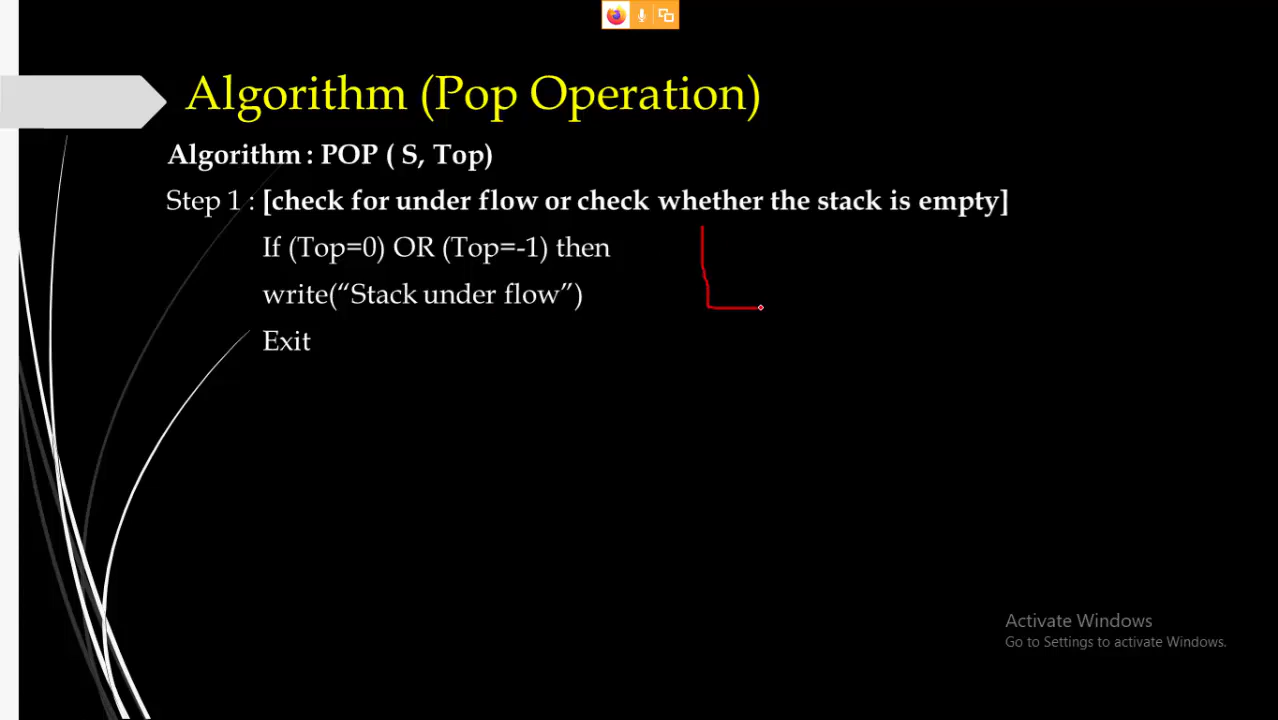 Algorithm (Pop Operation)
Algorithm : POP ( S, Top)
Step 1 : [check for under flow or check whether the stack is empty]
If (Top=0) OR (Top=-1) then
write(“Stack under flow”)
Exit
Activate Windows
Go to Settings to activate Windows.